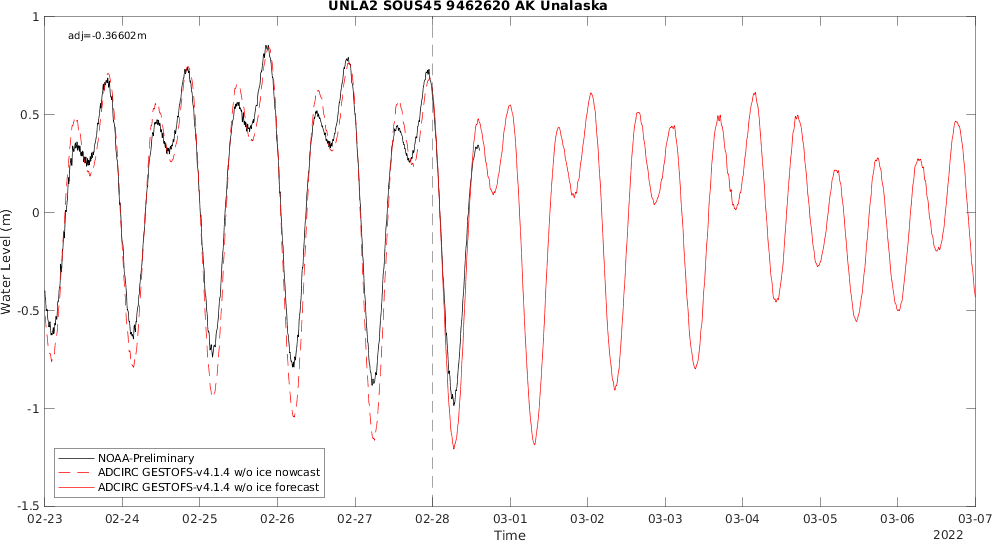 UNLA2 SOUS45 9462620 AK Unalaska
adj=-0.36602m
1
0.5
0
-0.5
-1
-1.5
Water Level (m)
NOAA-Preliminary
ADCIRC GESTOFS-v4.1.4 w/o ice nowcast
ADCIRC GESTOFS-v4.1.4 w/o ice forecast
02-23 02-24 02-25 02-26 02-27 02-28 03-01 03-02 03-03 03-04 03-05 03-06 03-07
Time
2022